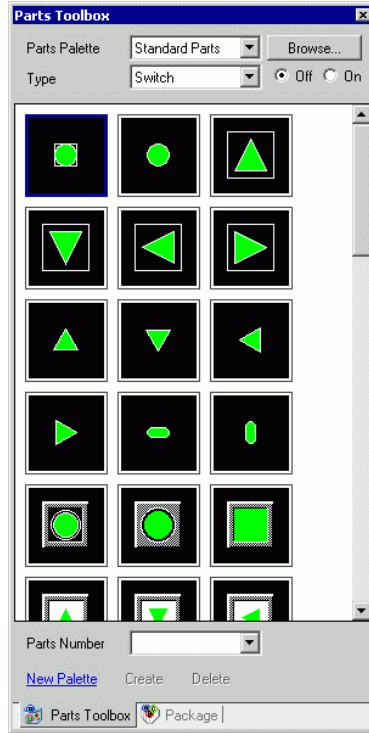 Parts Toolbox
Parts Palette Standard Parts Browse...
Type Switch Off On
Parts Number
New Palette Create Delete
Parts Toolbox Package